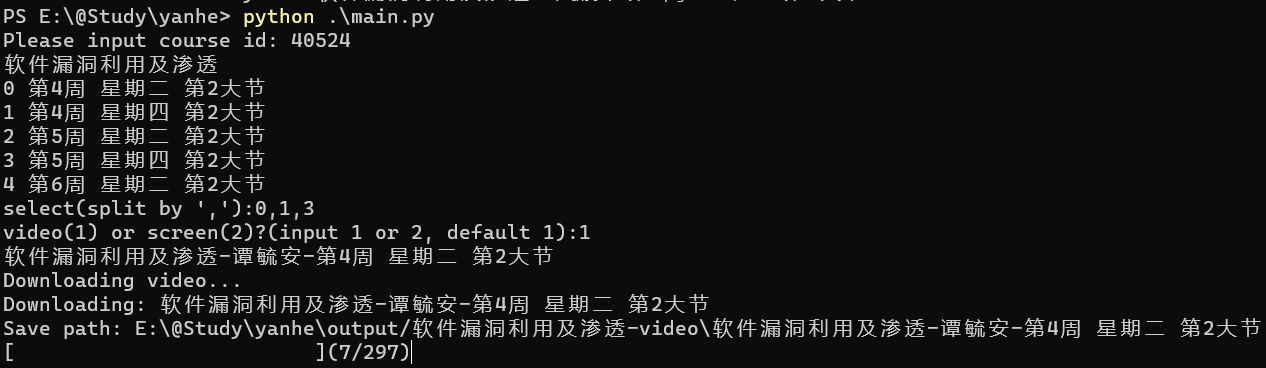 PS E:\@Study\yanhe> python .\main.py
Please input course id: 40524
软件漏洞利用及渗透
0 第4周 星期二 第2大节
1 第4周 星期四 第2大节
2 第5周 星期二 第2大节
3 第5周 星期四 第2大节
4 第6周 星期二 第2大节
select(split by ','):0,1,3
video(1) or screen(2)?(input 1 or 2, default 1):1
软件漏洞利用及渗透-谭毓安-第4周 星期二 第2大节
Downloading video...
Downloading: 软件漏洞利用及渗透-谭毓安-第4周 星期二 第2大节
Save path: E:\@Study\yanhe\output/软件漏洞利用及渗透-video\软件漏洞利用及渗透-谭毓安-第4周 星期二 第2大节
[                             ](7/297)